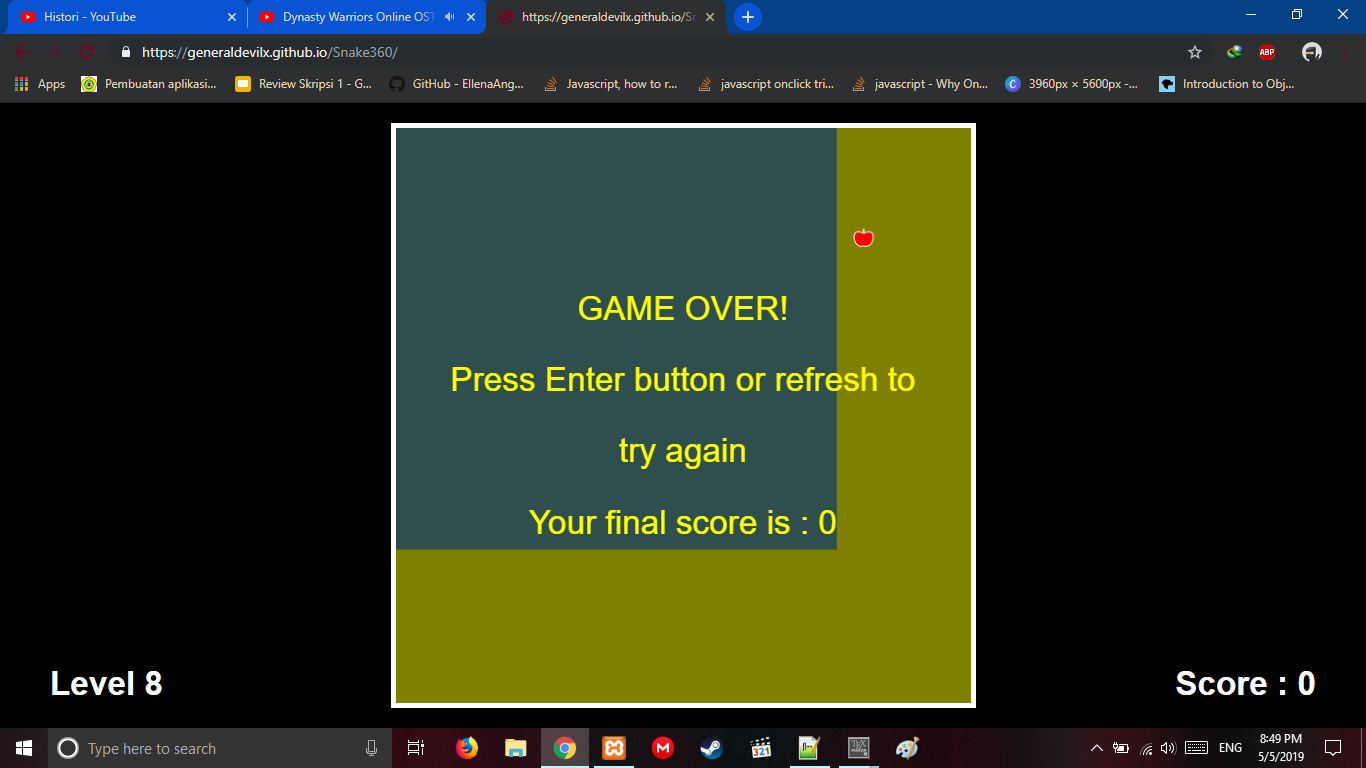 Histori - YouTube
Dynasty Warriors Online OST
https://generaldevilx.github.io/Sn
https://generaldevilx.github.io/Snake360/
ABP
Apps
Pembuatan aplikasi...
Review Skripsi 1 - G...
GitHub - EllenaAng...
Javascript, how to r...
javascript onclick tri...
javascript - Why On...
3960px × 5600px -...
Introduction to Obj...
GAME OVER!
Press Enter button or refresh to
try again
Your final score is : 0
Level 8
Score : 0
Type here to search
321
ENG
8:49 PM
5/5/2019